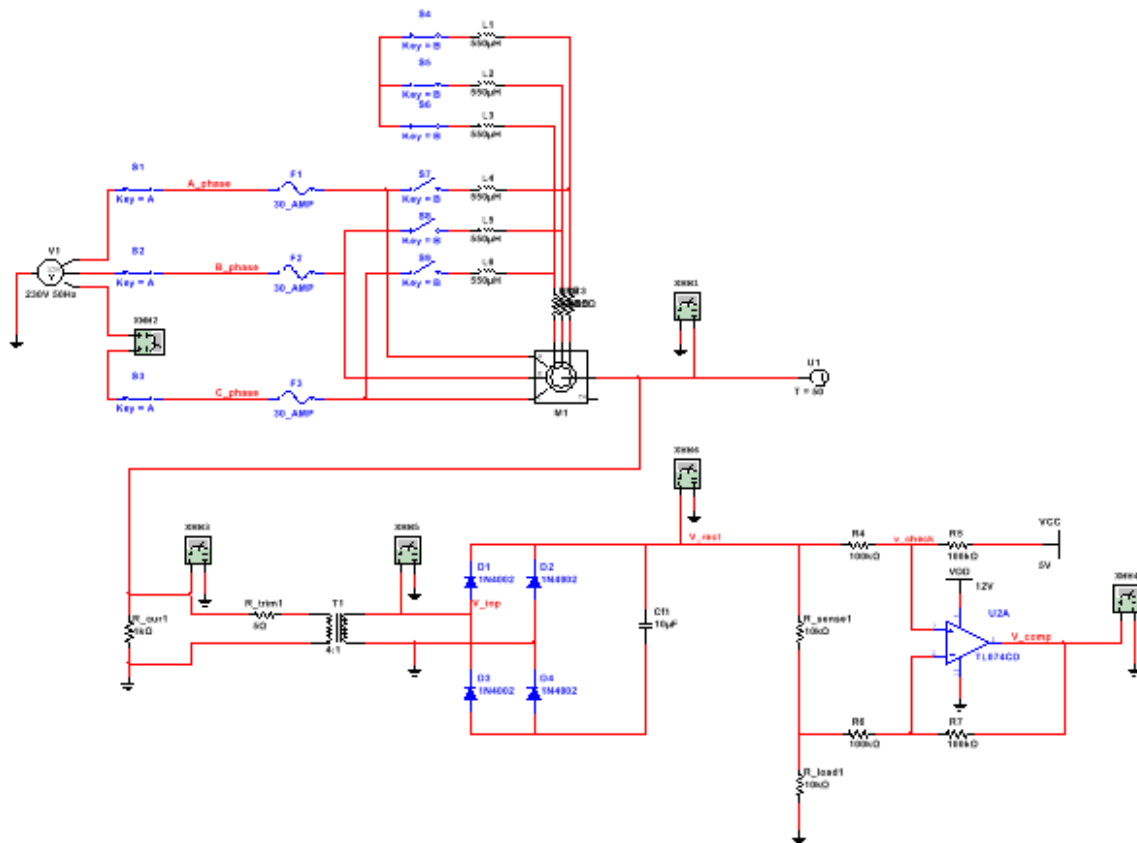 S4
L1
Key = B
550µH
S5
L2
Key = B
550µH
S6
L3
Key = B
550µH
S1
A_phase
F1
S7
L4
Key = A
30_AMP
Key = B
550µH
S8
L5
Key = B
550µH
V1
S2
B_phase
F2
S9
L6
230V 50Hz
Key = A
30_AMP
Key = B
550µH
XMM2
XMM1
S3
C_phase
F3
U1
Key = A
30_AMP
M1
T = 50
XMM6
XMM3
XMM5
V_rect
R4
v_check
R5
VCC
100kΩ
100kΩ
5V
D1
D2
1N4002
1N4002
VDD
12V
XMM4
R_trim1
T1
V_inp
5Ω
4:1
R_cur1
1kΩ
Cf1
10µF
R_sense1
10kΩ
U2A
V_comp
TL074CD
D3
D4
1N4002
1N4002
R6
R7
100kΩ
100kΩ
R_load1
10kΩ